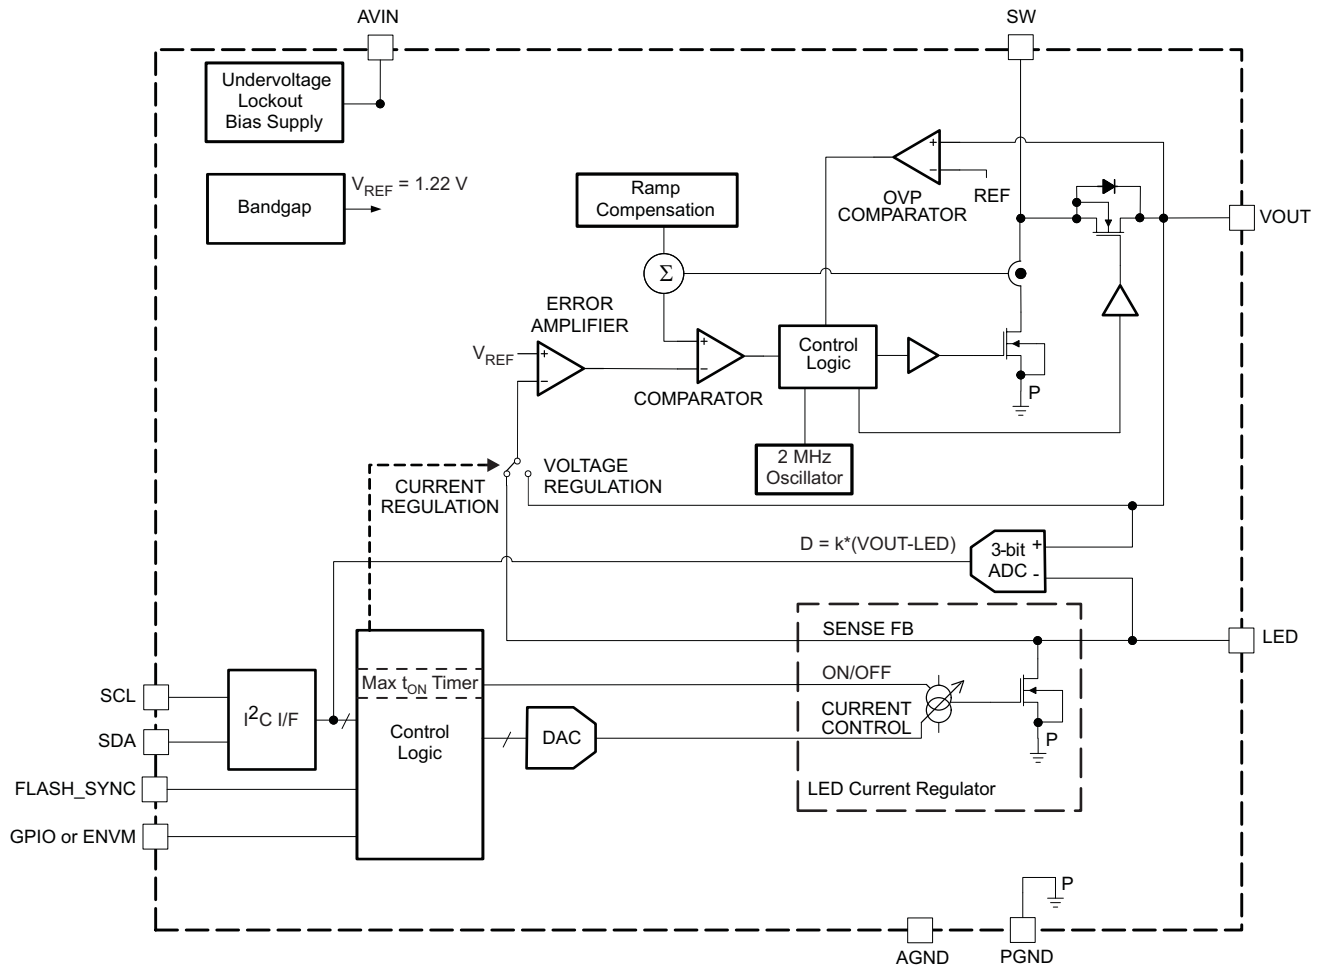 AVIN
SW
Undervoltage
Lockout
Bias Supply
Bandgap
VREF = 1.22 V
Ramp
Compensation
+
−
REF
OVP
COMPARATOR
VOUT
Σ
ERROR
AMPLIFIER
VREF
+
−
+
−
COMPARATOR
Control
Logic
P
2 MHz
Oscillator
CURRENT
REGULATION
VOLTAGE
REGULATION
D = k*(VOUT-LED)
3-bit
ADC
+
-
SENSE FB
LED
ON/OFF
CURRENT
CONTROL
P
LED Current Regulator
Max tON Timer
Control
Logic
DAC
SCL
SDA
I2C I/F
FLASH_SYNC
GPIO or ENVM
P
AGND
PGND